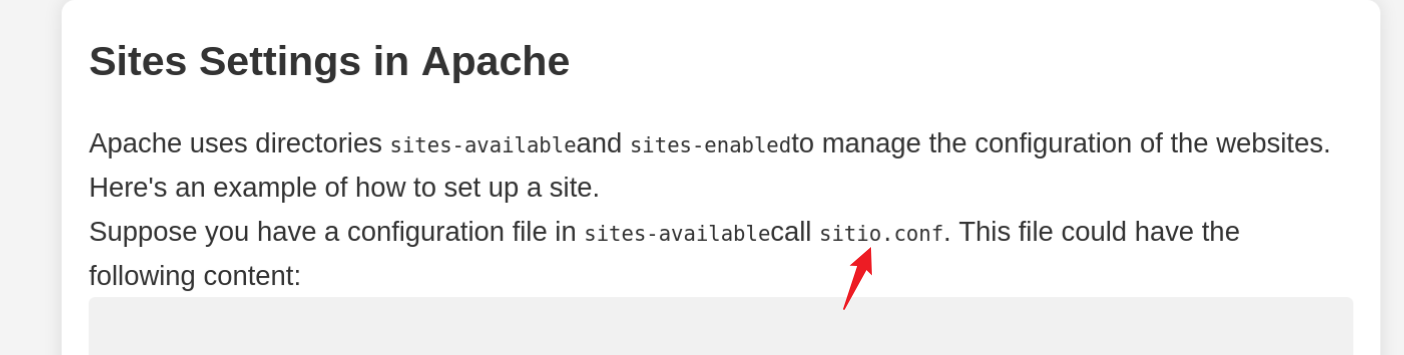 Sites Settings in Apache
Apache uses directories sites-availableand sites-enabledto manage the configuration of the websites.
Here's an example of how to set up a site.
Suppose you have a configuration file in sites-availablecall sitio.conf. This file could have the
following content: